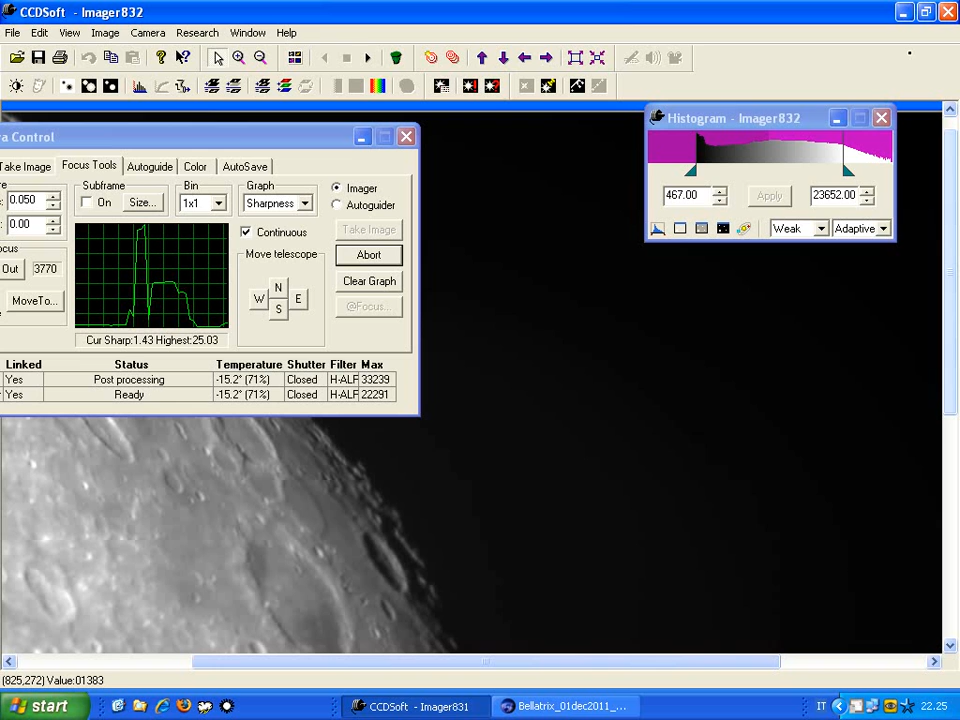 CCDSoft - Imager832
File Edit View Image Camera Research Window Help
a Control
Histogram - Imager832
Take Image Focus Tools Autoguide Color AutoSave
467.00 Apply 23652.00
Weak Adaptive
0.050
0.00
Subframe
On Size...
Bin
1x1
Graph
Sharpness
Imager
Autoguider
Continuous
Take Image
Move telescope
Abort
N
W E
S
Clear Graph
@Focus...
ocus
Out 3770
MoveTo...
Cur Sharp:1.43 Highest:25.03
Linked Status Temperature Shutter Filter Max
Yes Post processing -15.2° (71%) Closed H-ALF 33239
Yes Ready -15.2° (71%) Closed H-ALF 22291
(825,272) Value:01383
start CCDSoft - Imager831 Bellatrix_01dec2011_... IT 22.25